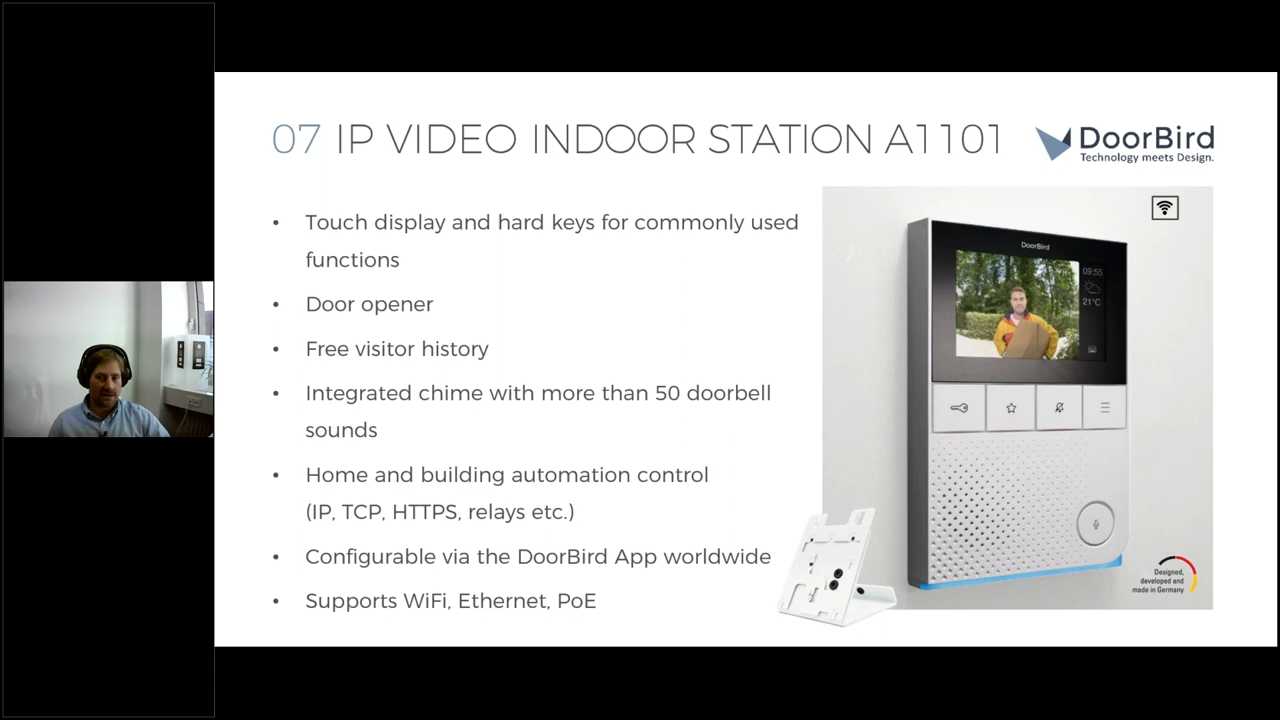 07 IP VIDEO INDOOR STATION A1101
DoorBird
Technology meets Design.
• Touch display and hard keys for commonly used
functions
• Door opener
• Free visitor history
• Integrated chime with more than 50 doorbell
sounds
• Home and building automation control
(IP, TCP, HTTPS, relays etc.)
• Configurable via the DoorBird App worldwide
• Supports WiFi, Ethernet, PoE
DoorBird
09:55
21°C
Designed,
developed and
made in Germany